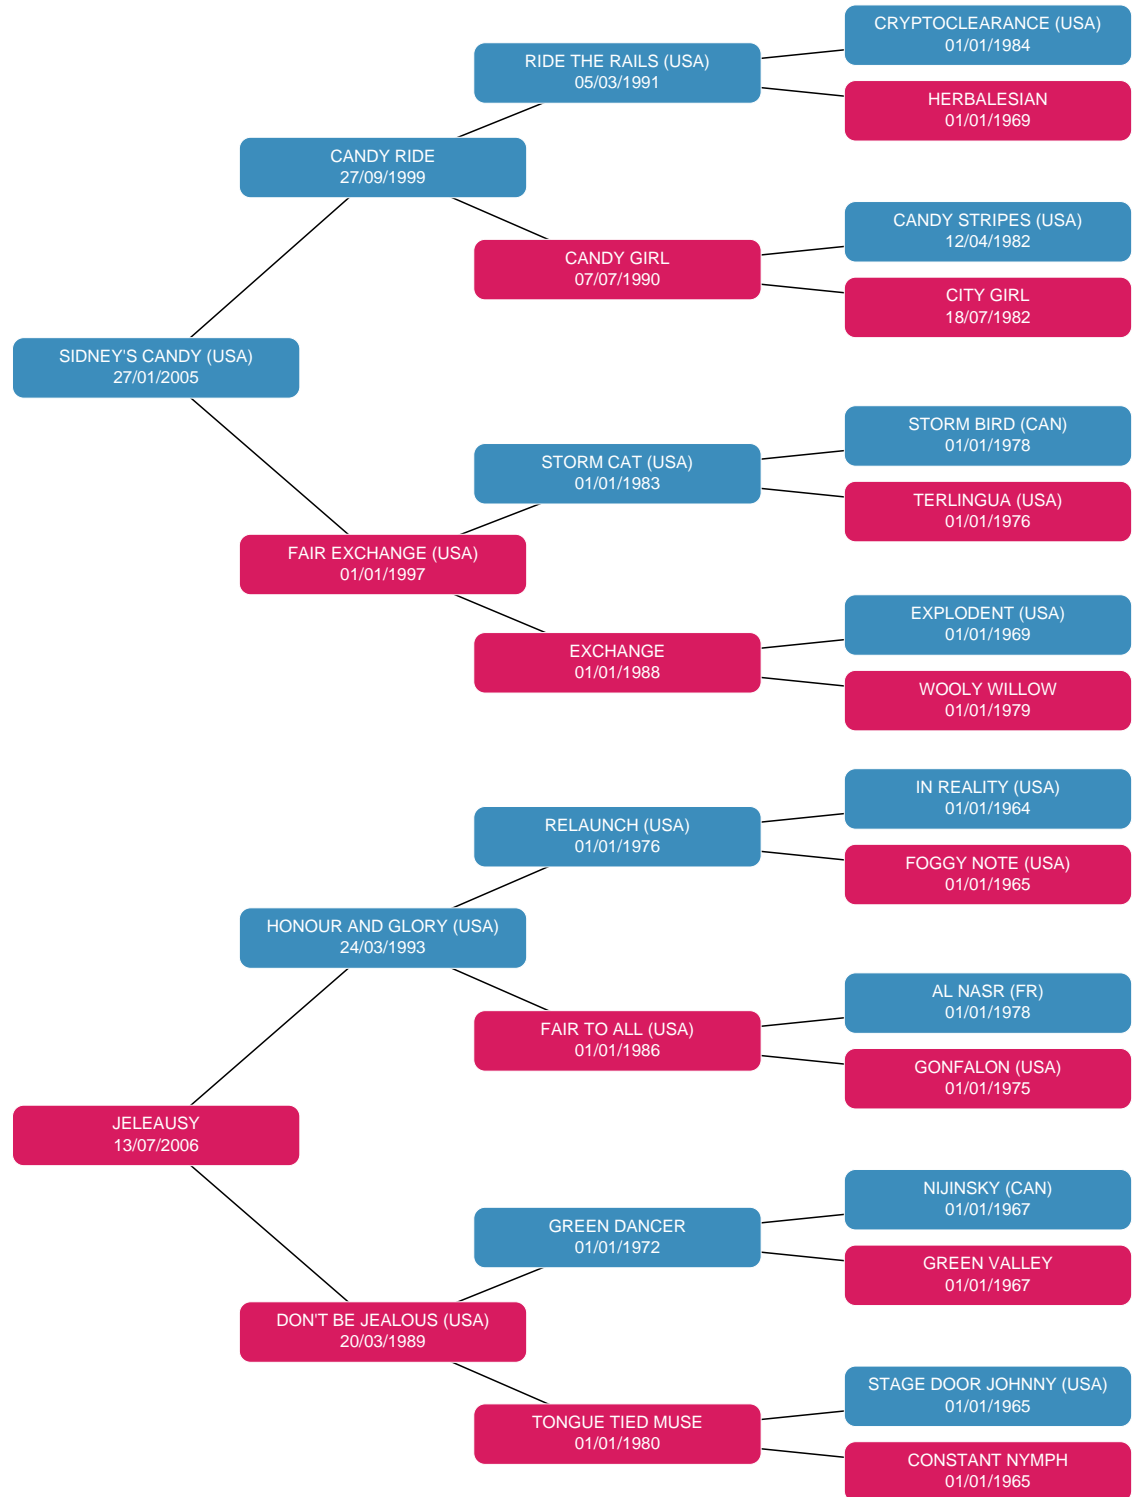 CRYPTOCLEARANCE (USA)
01/01/1984
RIDE THE RAILS (USA)
05/03/1991
HERBALESIAN
01/01/1969
CANDY RIDE
27/09/1999
CANDY STRIPES (USA)
12/04/1982
CANDY GIRL
07/07/1990
CITY GIRL
18/07/1982
SIDNEY'S CANDY (USA)
27/01/2005
STORM BIRD (CAN)
01/01/1978
STORM CAT (USA)
01/01/1983
TERLINGUA (USA)
01/01/1976
FAIR EXCHANGE (USA)
01/01/1997
EXPLODENT (USA)
01/01/1969
EXCHANGE
01/01/1988
WOOLY WILLOW
01/01/1979
IN REALITY (USA)
01/01/1964
RELAUNCH (USA)
01/01/1976
FOGGY NOTE (USA)
01/01/1965
HONOUR AND GLORY (USA)
24/03/1993
AL NASR (FR)
01/01/1978
FAIR TO ALL (USA)
01/01/1986
GONFALON (USA)
01/01/1975
JELEAUSY
13/07/2006
NIJINSKY (CAN)
01/01/1967
GREEN DANCER
01/01/1972
GREEN VALLEY
01/01/1967
DON'T BE JEALOUS (USA)
20/03/1989
STAGE DOOR JOHNNY (USA)
01/01/1965
TONGUE TIED MUSE
01/01/1980
CONSTANT NYMPH
01/01/1965